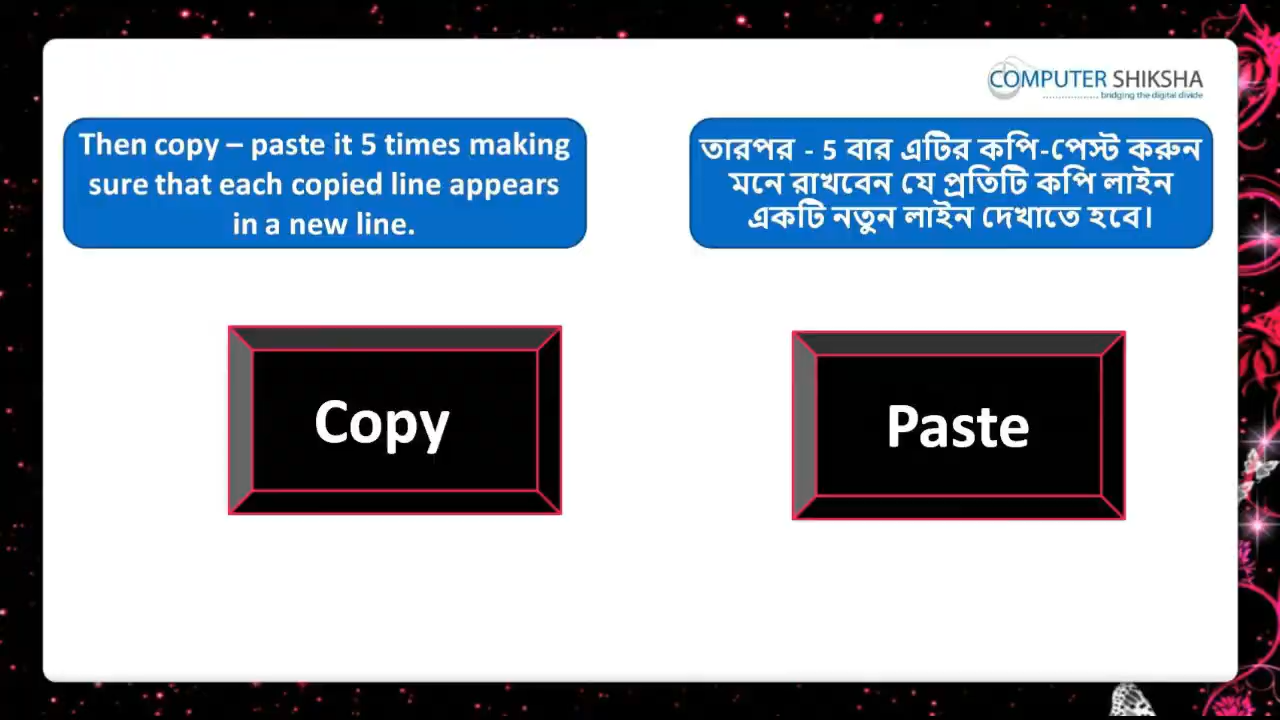 COMPUTER SHIKSHA
bridging the digital divide
Then copy – paste it 5 times making
sure that each copied line appears
in a new line.
তারপর - 5 বার এটির কপি-পেস্ট করুন
মনে রাখবেন যে প্রতিটি কপি লাইন
একটি নতুন লাইন দেখাতে হবে।
Copy
Paste